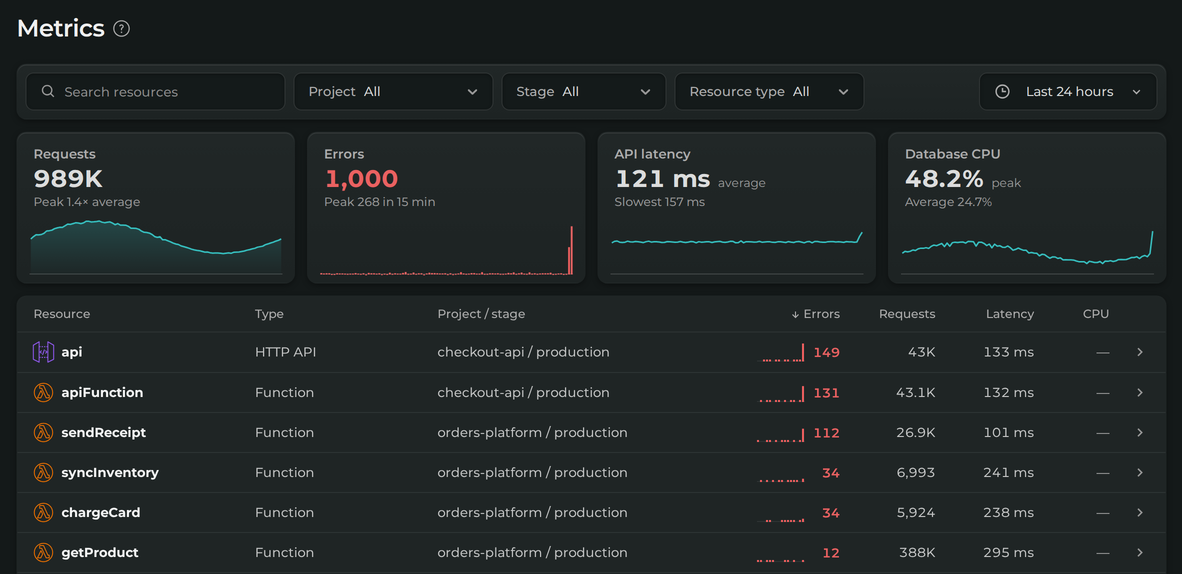 Metrics ?
Search resources
Project All
Stage All
Resource type All
Last 24 hours
Requests
989K
Peak 1.4× average
Errors
1,000
Peak 268 in 15 min
API latency
121 ms average
Slowest 157 ms
Database CPU
48.2% peak
Average 24.7%
Resource Type Project / stage ↓ Errors Requests Latency CPU
api HTTP API checkout-api / production 149 43K 133 ms —
apiFunction Function checkout-api / production 131 43.1K 132 ms —
sendReceipt Function orders-platform / production 112 26.9K 101 ms —
syncInventory Function orders-platform / production 34 6,993 241 ms —
chargeCard Function orders-platform / production 34 5,924 238 ms —
getProduct Function orders-platform / production 12 388K 295 ms —